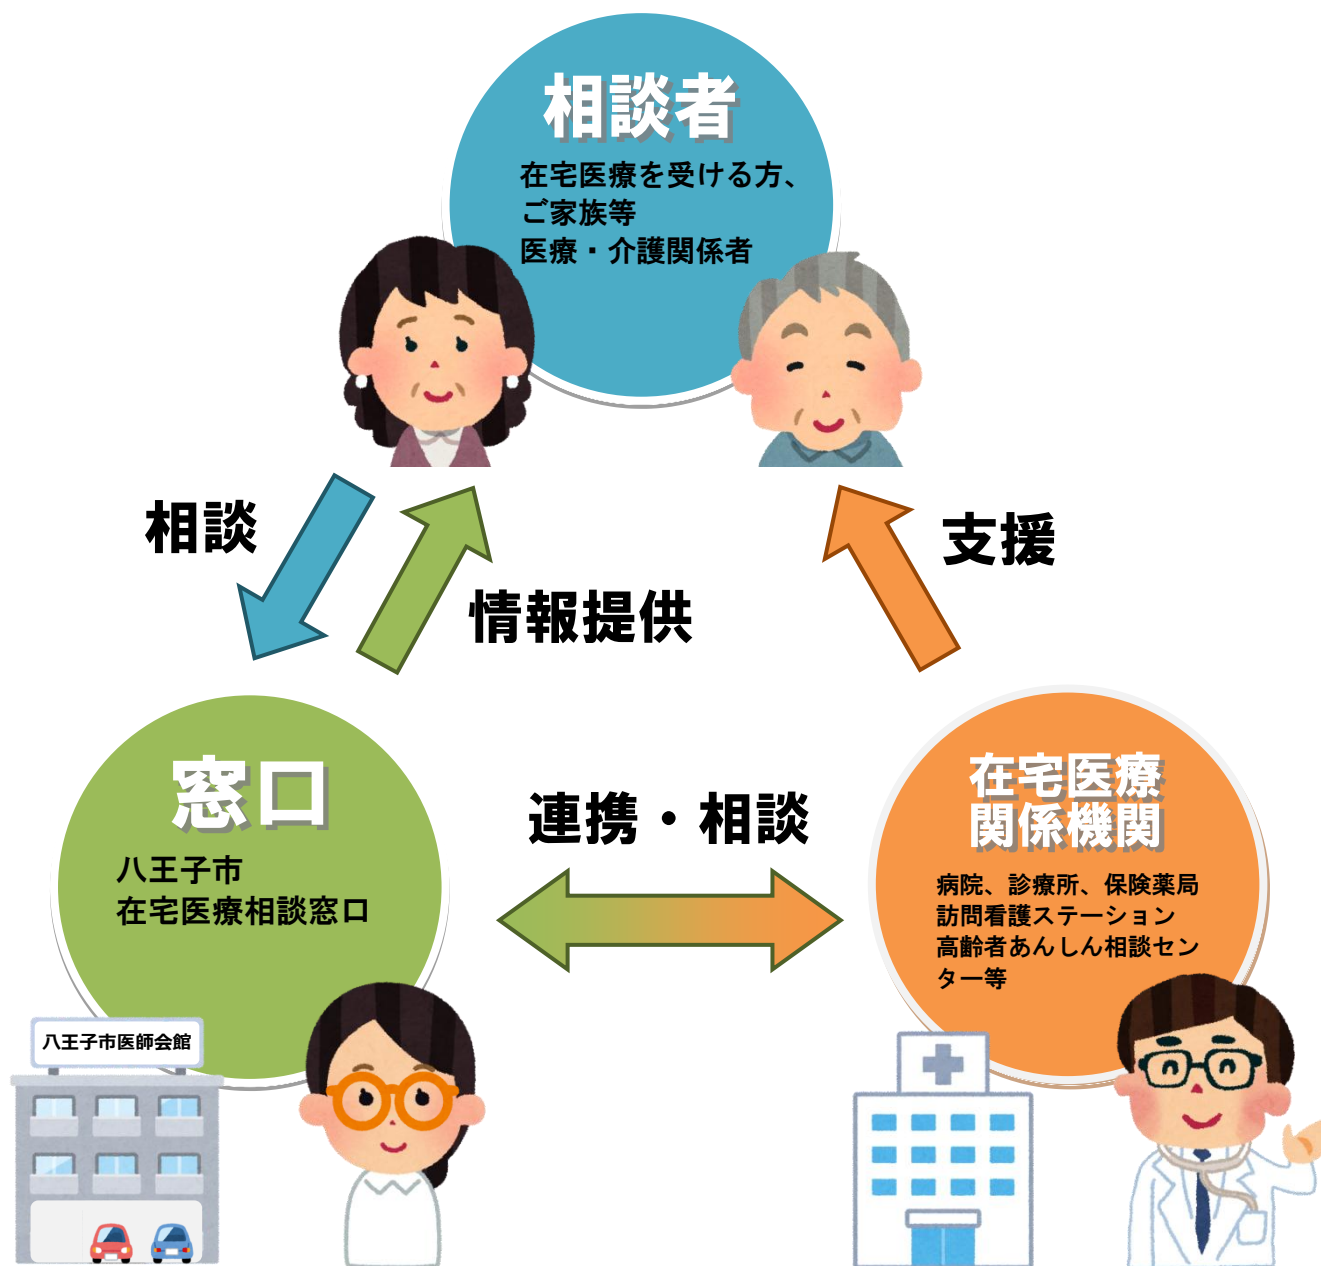 相談者
在宅医療を受ける方、
ご家族等
医療・介護関係者
相談
情報提供
支援
窓口
八王子市
在宅医療相談窓口
連携・相談
在宅医療
関係機関
病院、診療所、保険薬局
訪問看護ステーション
高齢者あんしん相談セン
ター等
八王子市医師会館